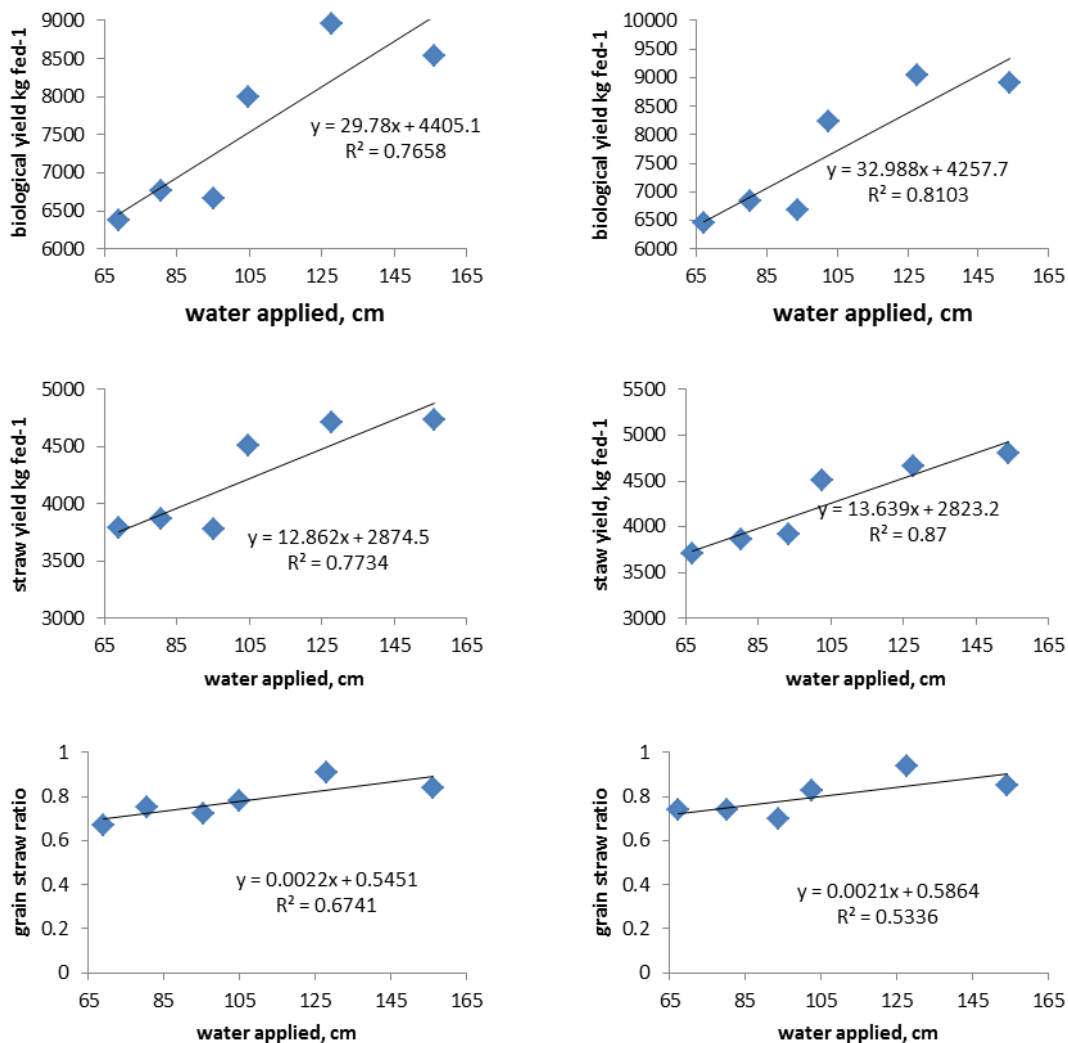 biological yield kg fed-1
9000
8500
8000
7500
7000
6500
6000
y = 29.78x + 4405.1
R² = 0.7658
65 85 105 125 145 165
water applied, cm
biological yield kg fed-1
10000
9500
9000
8500
8000
7500
7000
6500
6000
y = 32.988x + 4257.7
R² = 0.8103
65 85 105 125 145 165
water applied, cm
straw yield kg fed-1
5000
4500
4000
3500
3000
y = 12.862x + 2874.5
R² = 0.7734
65 85 105 125 145 165
water applied, cm
staw yield, kg fed-1
5500
5000
4500
4000
3500
3000
y = 13.639x + 2823.2
R² = 0.87
65 85 105 125 145 165
water applied, cm
grain straw ratio
1
0.8
0.6
0.4
0.2
0
y = 0.0022x + 0.5451
R² = 0.6741
65 85 105 125 145 165
water applied, cm
grain straw ratio
1
0.8
0.6
0.4
0.2
0
y = 0.0021x + 0.5864
R² = 0.5336
65 85 105 125 145 165
water applied, cm